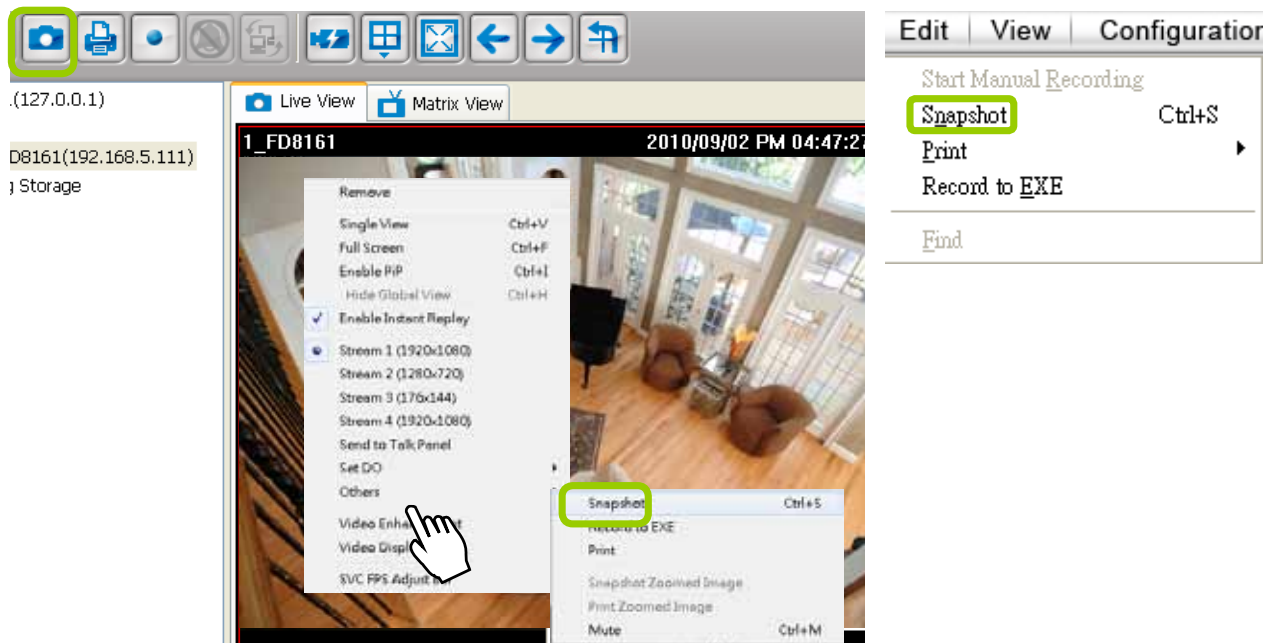 .(127.0.0.1)
D8161(192.168.5.111)
g Storage
Live View
Matrix View
1_FD8161 2010/09/02 PM 04:47:27
Remove
Single View Ctrl+V
Full Screen Ctrl+F
Enable PiP Ctrl+I
Hide Global View Ctrl+H
Enable Instant Replay
Stream 1 (1920x1080)
Stream 2 (1280x720)
Stream 3 (176x144)
Stream 4 (1920x1080)
Send to Talk Panel
Set DO
Others
Video Enha
Video Displ
SVC FPS Adjust
Snapshot Ctrl+S
Record to EXE
Print
Snapshot Zoomed Image
Print Zoomed Image
Mute Ctrl+M
Edit View Configuration
Start Manual Recording
Snapshot Ctrl+S
Print
Record to EXE
Find